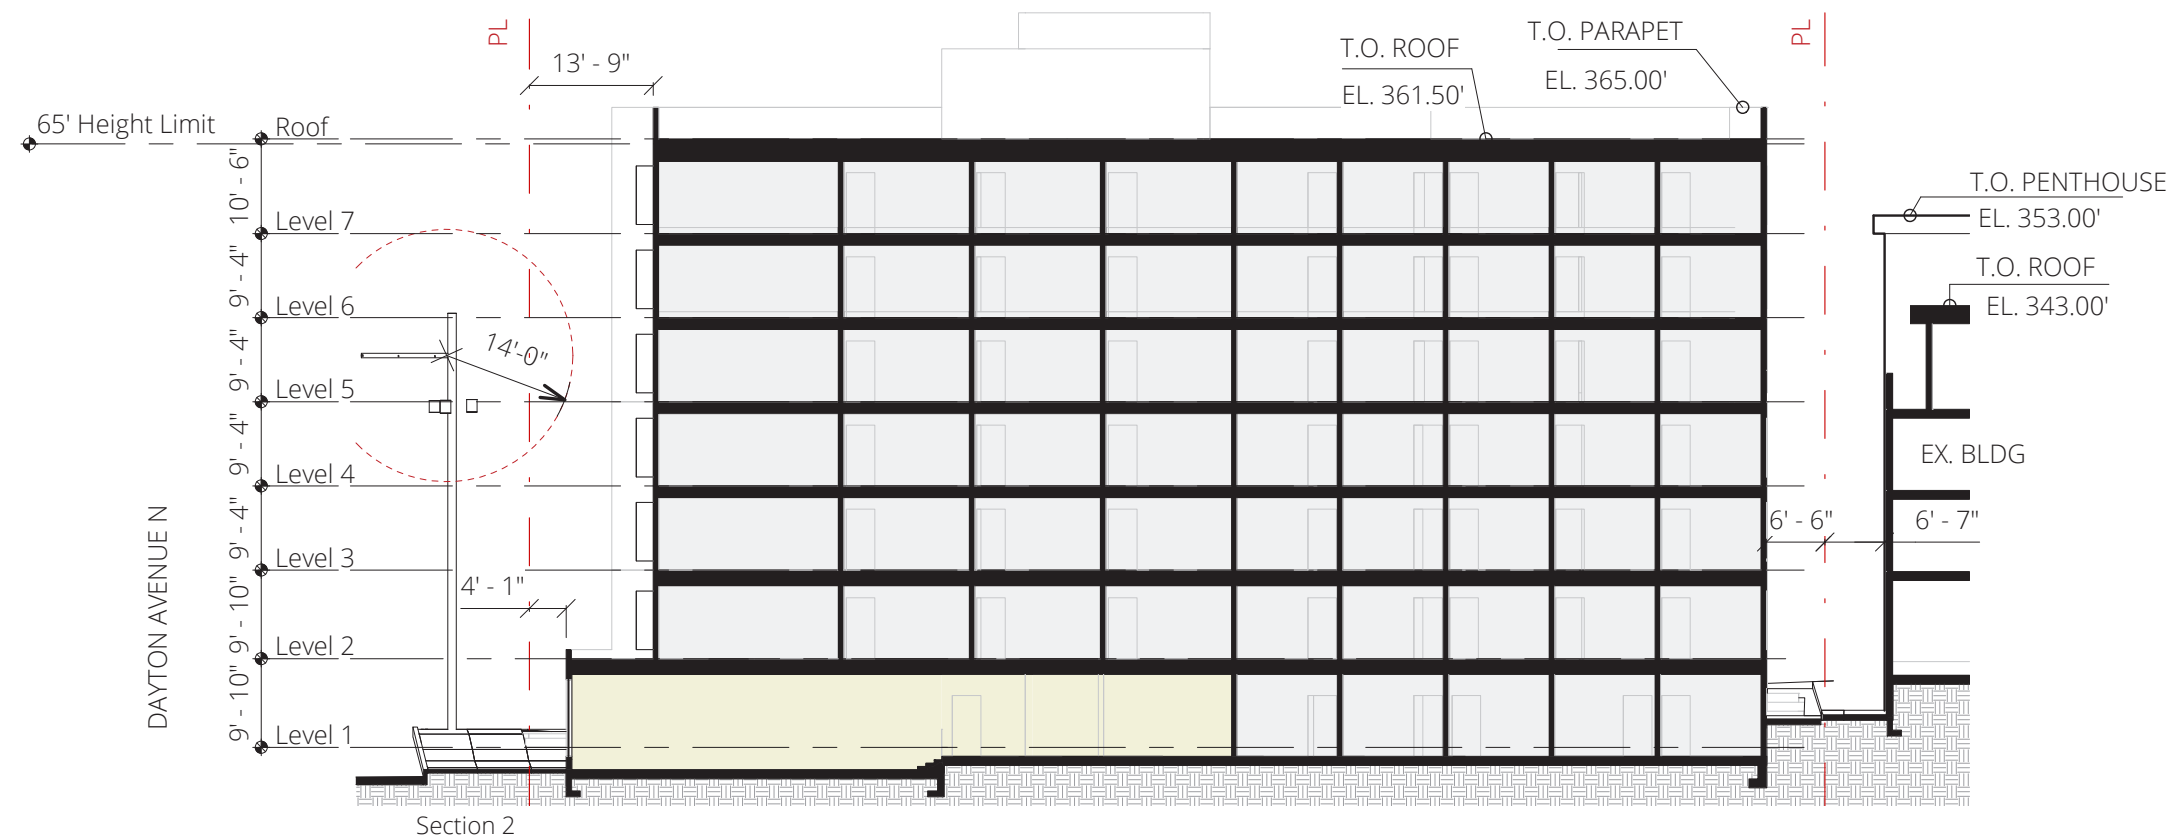 PL
13' - 9"
T.O. ROOF
EL. 361.50'
T.O. PARAPET
EL. 365.00'
PL
65' Height Limit
Roof
10' - 6"
Level 7
9' - 4"
Level 6
9' - 4"
Level 5
9' - 4"
Level 4
9' - 4"
Level 3
9' - 10"
Level 2
9' - 10"
Level 1
14'-0"
4' - 1"
DAYTON AVENUE N
T.O. PENTHOUSE
EL. 353.00'
T.O. ROOF
EL. 343.00'
EX. BLDG
6' - 6"
6' - 7"
Section 2